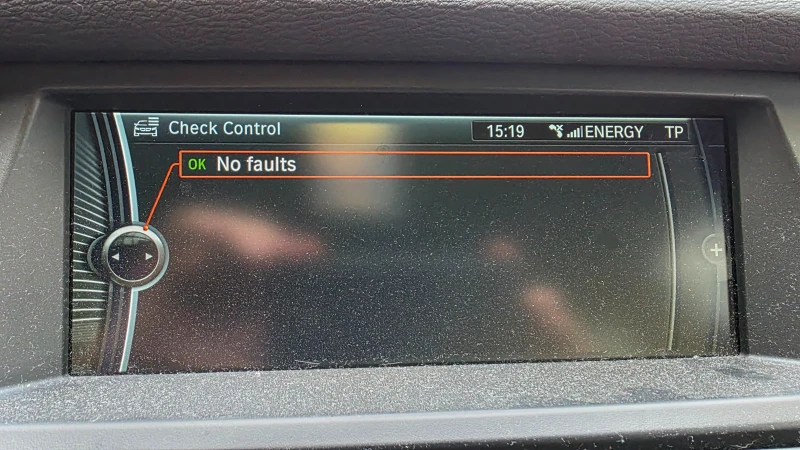 Check Control 15:19 ENERGY TP
OK No faults